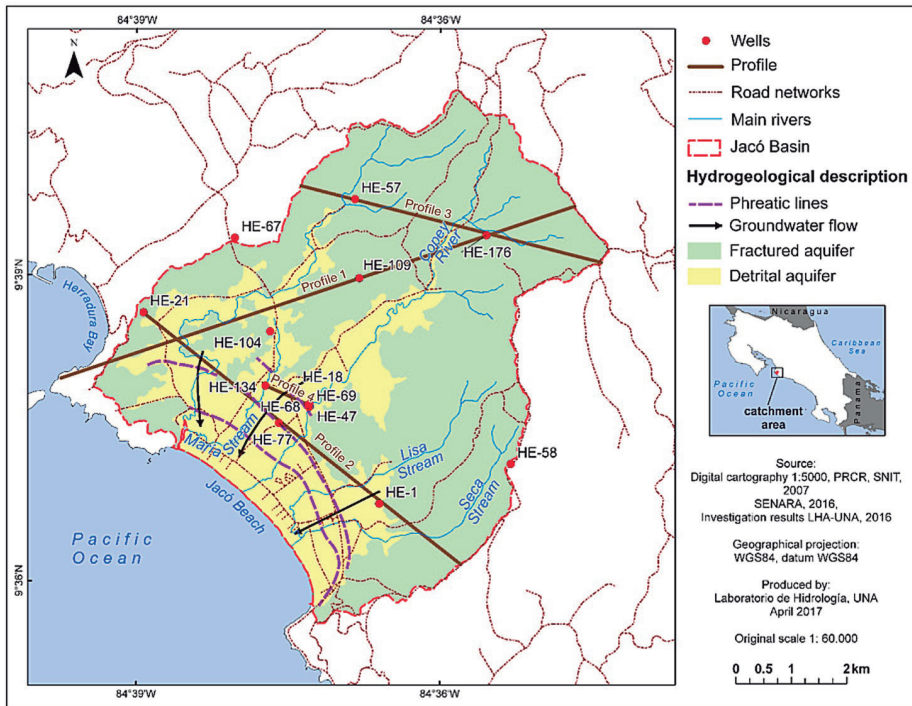 84°39'W
84°36'W
N
HE-57
Profile 3
HE-67
Copey
River
HE-176
HE-109
Profile 1
9°39'N
9°39'N
Herradura Bay
HE-21
HE-104
HE-18
HE-134
Profile 4
HE-69
HE-68
HE-47
HE-77
María Stream
Profile 2
Lisa
Stream
HE-58
HE-1
Seca
Stream
Jacó Beach
Pacific
Ocean
9°36'N
9°36'N
84°39'W
84°36'W
Wells
Profile
Road networks
Main rivers
Jacó Basin
Hydrogeological description
Phreatic lines
Groundwater flow
Fractured aquifer
Detrital aquifer
Nicaragua
Caribbean
Sea
Pacific
Ocean
Panama
catchment
area
Source:
Digital cartography 1:5000, PRCR, SNIT,
2007
SENARA, 2016,
Investigation results LHA-UNA, 2016
Geographical projection:
WGS84, datum WGS84
Produced by:
Laboratorio de Hidrología, UNA
April 2017
Original scale 1: 60.000
0 0.5 1 2 km